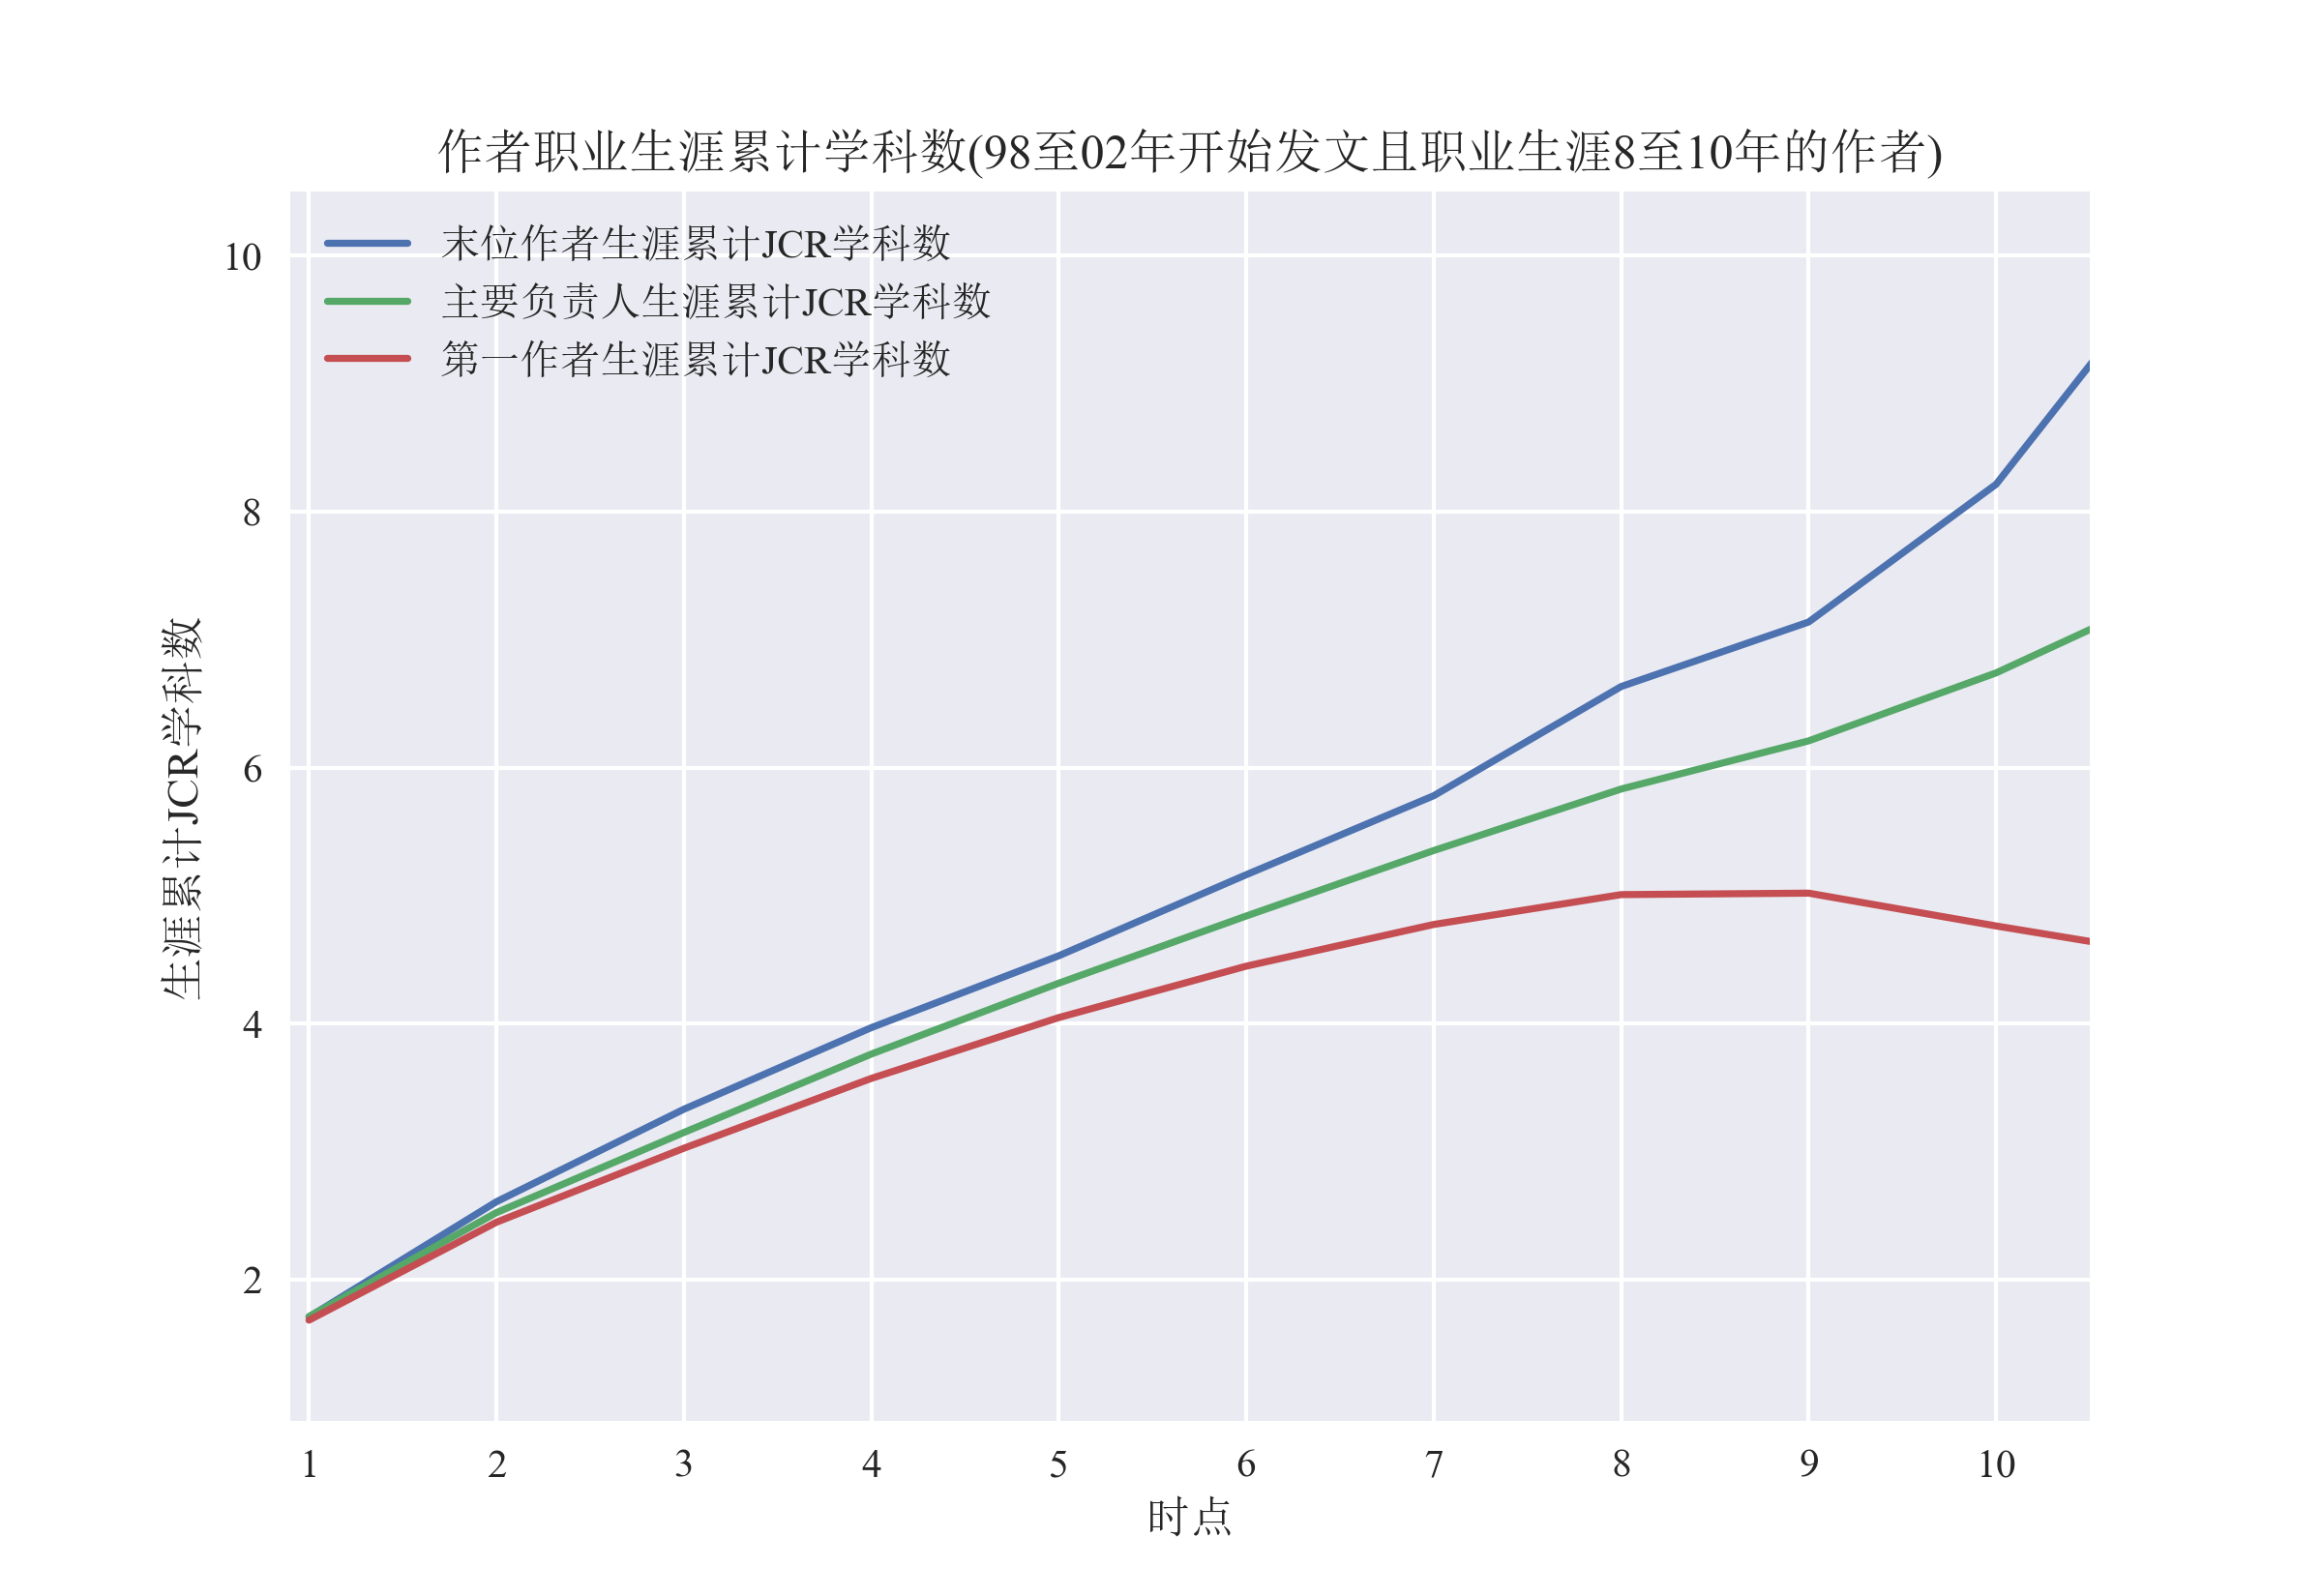 作者职业生涯累计学科数(98至02年开始发文且职业生涯8至10年的作者)
末位作者生涯累计JCR学科数
主要负责人生涯累计JCR学科数
第一作者生涯累计JCR学科数
生涯累计JCR学科数
10
8
6
4
2
1 2 3 4 5 6 7 8 9 10
时点